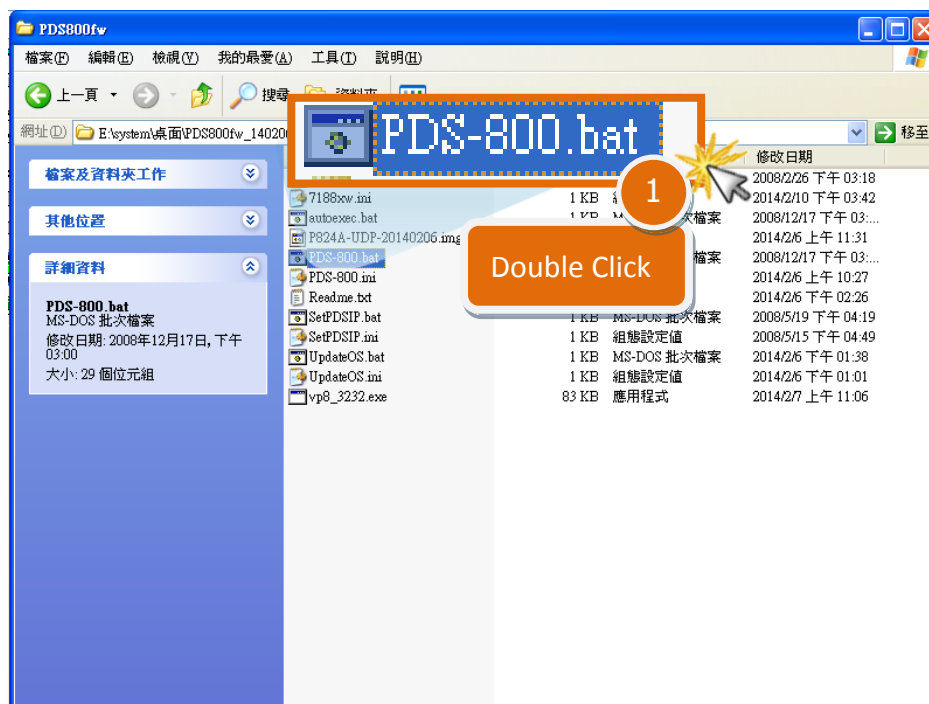 PDS800fw
檔案(F) 編輯(E) 檢視(V) 我的最愛(A) 工具(T) 說明(H)
上一頁 搜尋
網址(D) E:\system\桌面\PDS800fw_1402 移至
PDS-800.bat
1
Double Click
修改日期
檔案及資料夾工作
其他位置
詳細資料
PDS-800.bat
MS-DOS 批次檔案
修改日期: 2008年12月17日, 下午
03:00
大小: 29 個位元組
2008/2/26 下午 03:18
7188xw.ini 1 KB 2014/2/10 下午 03:42
autoexec.bat 1 KB 次檔案 2008/12/17 下午 03:...
P824A-UDP-20140206.img 2014/2/6 上午 11:31
PDS-800.bat 檔案 2008/12/17 下午 03:...
PDS-800.ini 2014/2/6 上午 10:27
Readme.txt 2014/2/6 下午 02:26
SetPDSIP.bat 1 KB MS-DOS 批次檔案 2008/5/19 下午 04:19
SetPDSIP.ini 1 KB 組態設定值 2008/5/15 下午 04:49
UpdateOS.bat 1 KB MS-DOS 批次檔案 2014/2/6 下午 01:38
UpdateOS.ini 1 KB 組態設定值 2014/2/6 下午 01:01
vp8_3232.exe 83 KB 應用程式 2014/2/7 上午 11:06